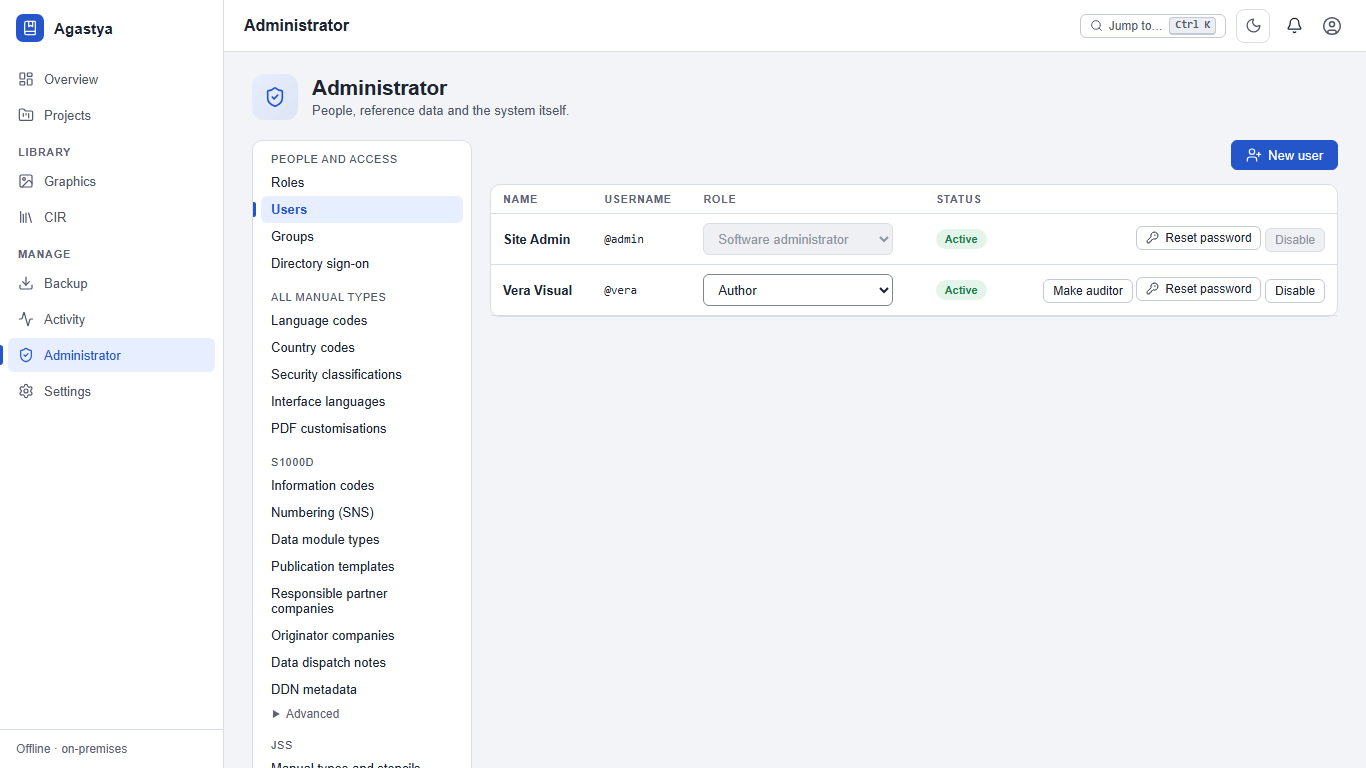 Agastya
Administrator
Jump to... Ctrl K
Overview
Projects
LIBRARY
Graphics
CIR
MANAGE
Backup
Activity
Administrator
Settings
Offline · on-premises
Administrator
People, reference data and the system itself.
PEOPLE AND ACCESS
Roles
Users
Groups
Directory sign-on
ALL MANUAL TYPES
Language codes
Country codes
Security classifications
Interface languages
PDF customisations
S1000D
Information codes
Numbering (SNS)
Data module types
Publication templates
Responsible partner
companies
Originator companies
Data dispatch notes
DDN metadata
Advanced
JSS
Manual types and stencils
New user
NAME USERNAME ROLE STATUS
Site Admin @admin Software administrator Active Reset password Disable
Vera Visual @vera Author Active Make auditor Reset password Disable